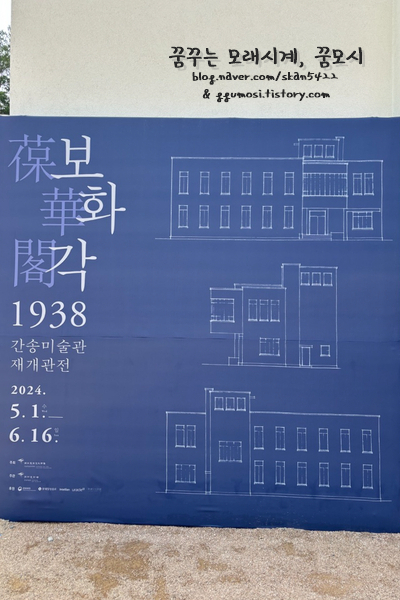 꿈꾸는 모래시계, 꿈모시
blog.naver.com/skan5422
& ggumosi.tistory.com
葆 보
華 화
閣 각
1938
간송미술관
재개관전
2024.
5.1.
6.16.